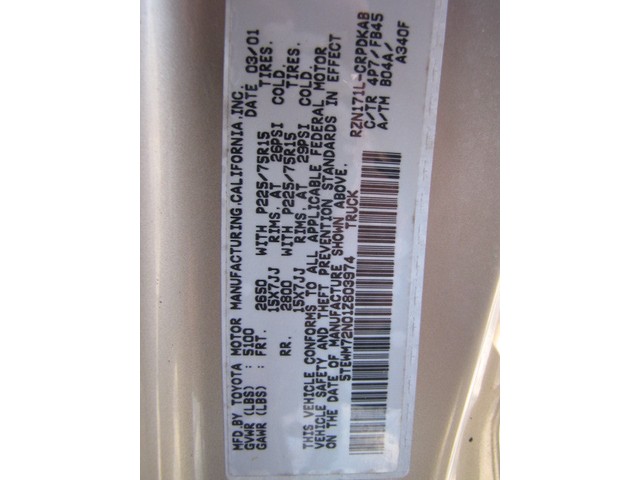 MFD.BY TOYOTA MOTOR MANUFACTURING,CALIFORNIA,INC.
GVWR (LBS) : 5100 DATE 03/01
GAWR (LBS) : FRT. 2650 WITH P225/75R15 TIRES.
15X7JJ RIMS. AT 26PSI COLD.
RR. 2800 WITH P225/75R15 TIRES.
15X7JJ RIMS. AT 29PSI COLD.
THIS VEHICLE CONFORMS TO ALL APPLICABLE FEDERAL MOTOR
VEHICLE SAFETY AND THEFT PREVENTION STANDARDS IN EFFECT
ON THE DATE OF MANUFACTURE SHOWN ABOVE.
5TEWM72N01Z803974 TRUCK
RZN171L-CRPDKAB
C/TR 4P7/FB45
A/TM B04A/
A340F